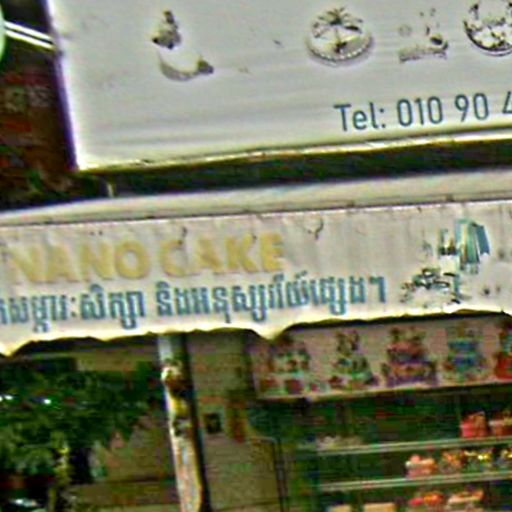 Tel: 010 90
NANO CAKE
សម្ភារៈសិក្សា និងអនុស្សាវរីយ៍ផ្សេងៗ